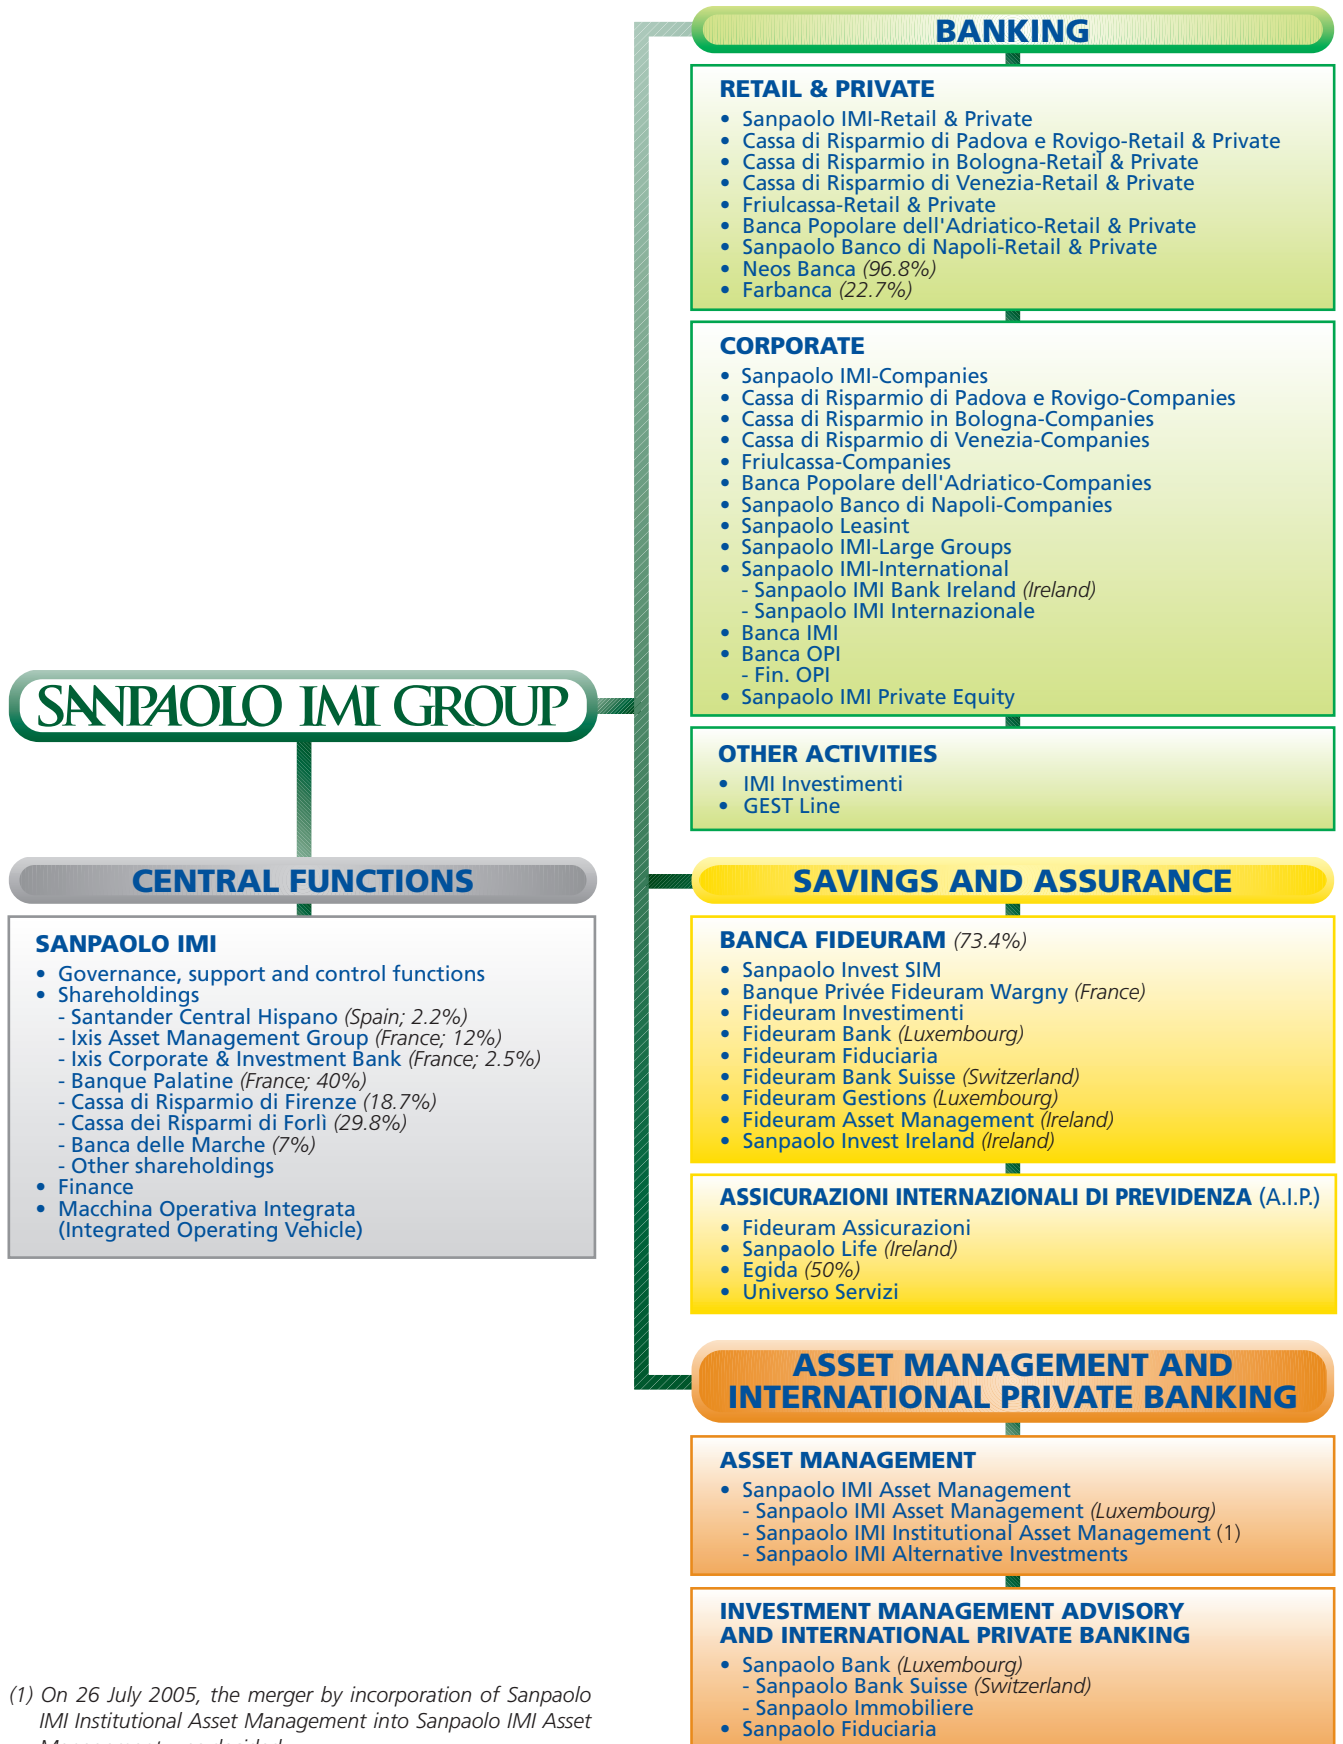 SANPAOLO IMI GROUP
CENTRAL FUNCTIONS
SANPAOLO IMI
• Governance, support and control functions
• Shareholdings
- Santander Central Hispano (Spain; 2.2%)
- Ixis Asset Management Group (France; 12%)
- Ixis Corporate & Investment Bank (France; 2.5%)
- Banque Palatine (France; 40%)
- Cassa di Risparmio di Firenze (18.7%)
- Cassa dei Risparmi di Forlì (29.8%)
- Banca delle Marche (7%)
- Other shareholdings
• Finance
• Macchina Operativa Integrata
(Integrated Operating Vehicle)
BANKING
RETAIL & PRIVATE
• Sanpaolo IMI-Retail & Private
• Cassa di Risparmio di Padova e Rovigo-Retail & Private
• Cassa di Risparmio in Bologna-Retail & Private
• Cassa di Risparmio di Venezia-Retail & Private
• Friulcassa-Retail & Private
• Banca Popolare dell'Adriatico-Retail & Private
• Sanpaolo Banco di Napoli-Retail & Private
• Neos Banca (96.8%)
• Farbanca (22.7%)
CORPORATE
• Sanpaolo IMI-Companies
• Cassa di Risparmio di Padova e Rovigo-Companies
• Cassa di Risparmio in Bologna-Companies
• Cassa di Risparmio di Venezia-Companies
• Friulcassa-Companies
• Banca Popolare dell'Adriatico-Companies
• Sanpaolo Banco di Napoli-Companies
• Sanpaolo Leasint
• Sanpaolo IMI-Large Groups
• Sanpaolo IMI-International
- Sanpaolo IMI Bank Ireland (Ireland)
- Sanpaolo IMI Internazionale
• Banca IMI
• Banca OPI
- Fin. OPI
• Sanpaolo IMI Private Equity
OTHER ACTIVITIES
• IMI Investimenti
• GEST Line
SAVINGS AND ASSURANCE
BANCA FIDEURAM (73.4%)
• Sanpaolo Invest SIM
• Banque Privée Fideuram Wargny (France)
• Fideuram Investimenti
• Fideuram Bank (Luxembourg)
• Fideuram Fiduciaria
• Fideuram Bank Suisse (Switzerland)
• Fideuram Gestions (Luxembourg)
• Fideuram Asset Management (Ireland)
• Sanpaolo Invest Ireland (Ireland)
ASSICURAZIONI INTERNAZIONALI DI PREVIDENZA (A.I.P.)
• Fideuram Assicurazioni
• Sanpaolo Life (Ireland)
• Egida (50%)
• Universo Servizi
ASSET MANAGEMENT AND
INTERNATIONAL PRIVATE BANKING
ASSET MANAGEMENT
• Sanpaolo IMI Asset Management
- Sanpaolo IMI Asset Management (Luxembourg)
- Sanpaolo IMI Institutional Asset Management (1)
- Sanpaolo IMI Alternative Investments
INVESTMENT MANAGEMENT ADVISORY
AND INTERNATIONAL PRIVATE BANKING
• Sanpaolo Bank (Luxembourg)
- Sanpaolo Bank Suisse (Switzerland)
- Sanpaolo Immobiliere
• Sanpaolo Fiduciaria
(1) On 26 July 2005, the merger by incorporation of Sanpaolo
IMI Institutional Asset Management into Sanpaolo IMI Asset